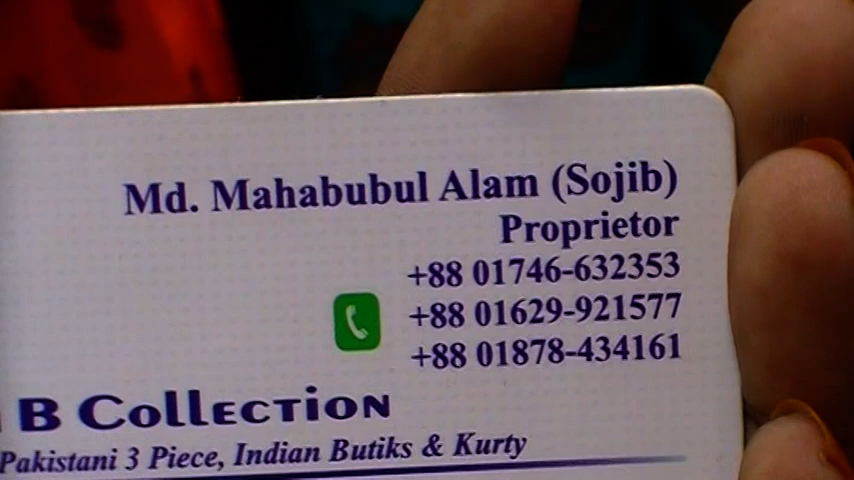 Md. Mahabubul Alam (Sojib)
Proprietor
+88 01746-632353
+88 01629-921577
+88 01878-434161
B Collection
Pakistani 3 Piece, Indian Butiks & Kurty